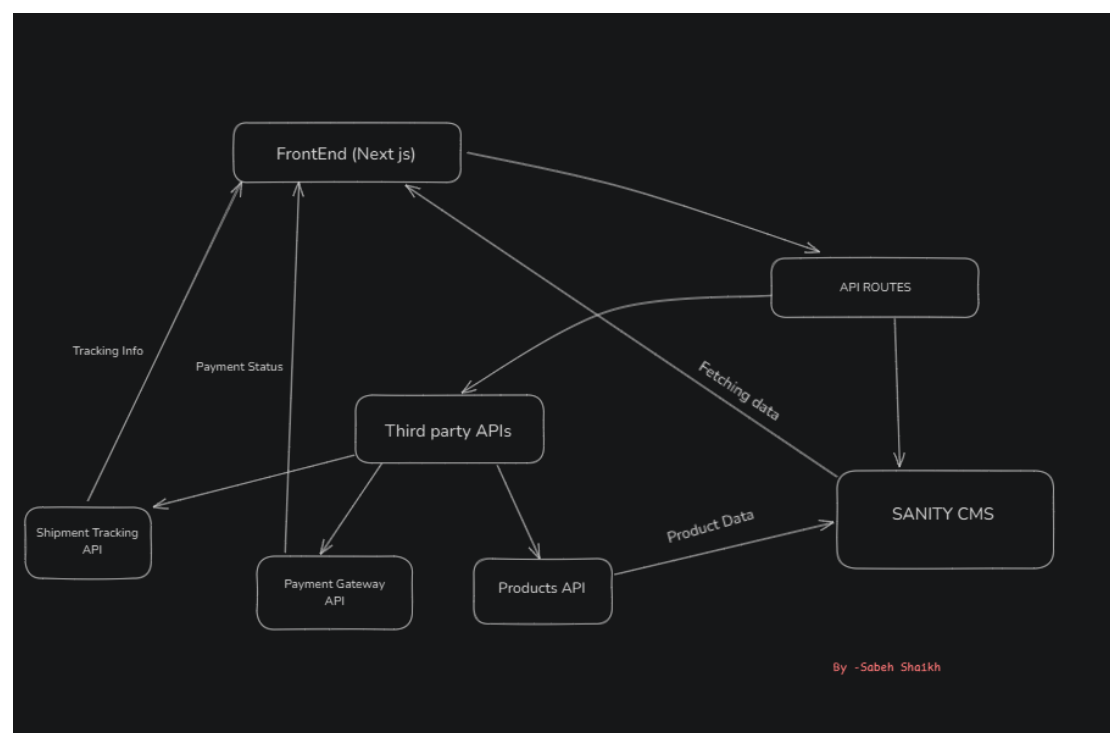 FrontEnd (Next js)
API ROUTES
Tracking Info
Payment Status
Fetching data
Third party APIs
SANITY CMS
Shipment Tracking
API
Product Data
Payment Gateway
API
Products API
By -Sabeh Sha1kh